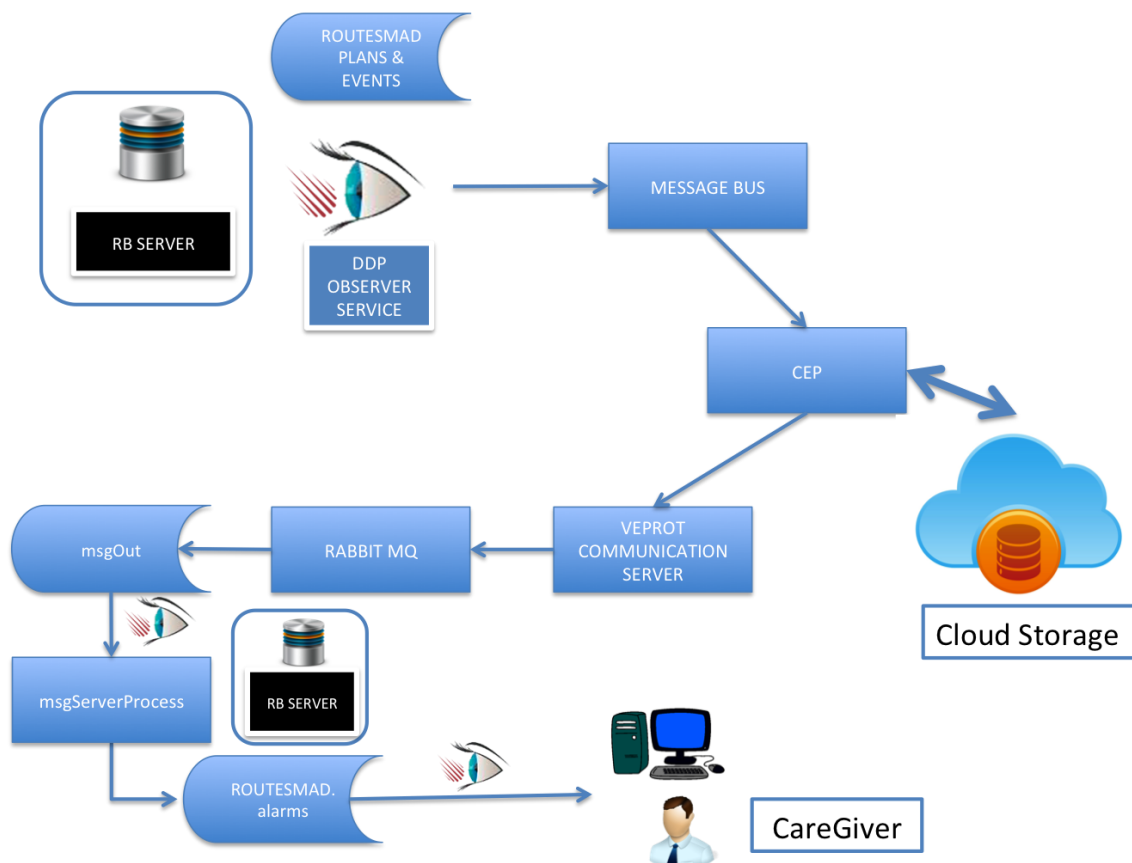 ROUTESMAD
PLANS &
EVENTS
RB SERVER
DDP
OBSERVER
SERVICE
MESSAGE BUS
CEP
Cloud Storage
VEPROT
COMMUNICATION
SERVER
RABBIT MQ
msgOut
msgServerProcess
RB SERVER
ROUTESMAD.
alarms
CareGiver